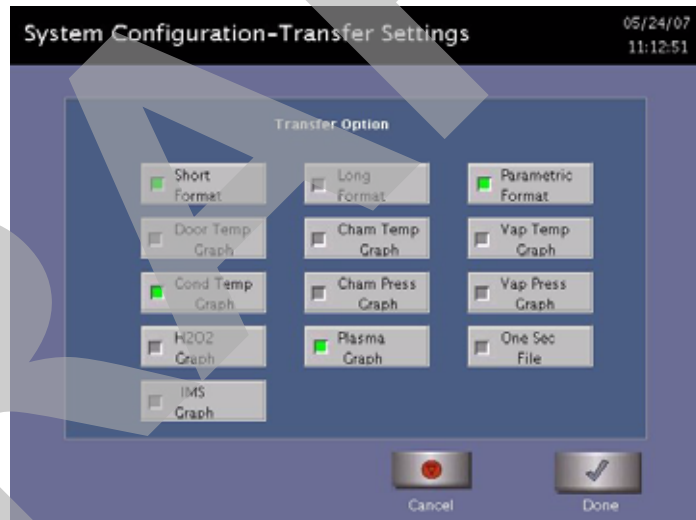 System Configuration-Transfer Settings
05/24/07
11:12:51
Transfer Option
Short
Format
Long
Format
Parametric
Format
Door Temp
Graph
Cham Temp
Graph
Vap Temp
Graph
Cond Temp
Graph
Cham Press
Graph
Vap Press
Graph
H2O2
Graph
Plasma
Graph
One Sec
File
IMS
Graph
Cancel
Done